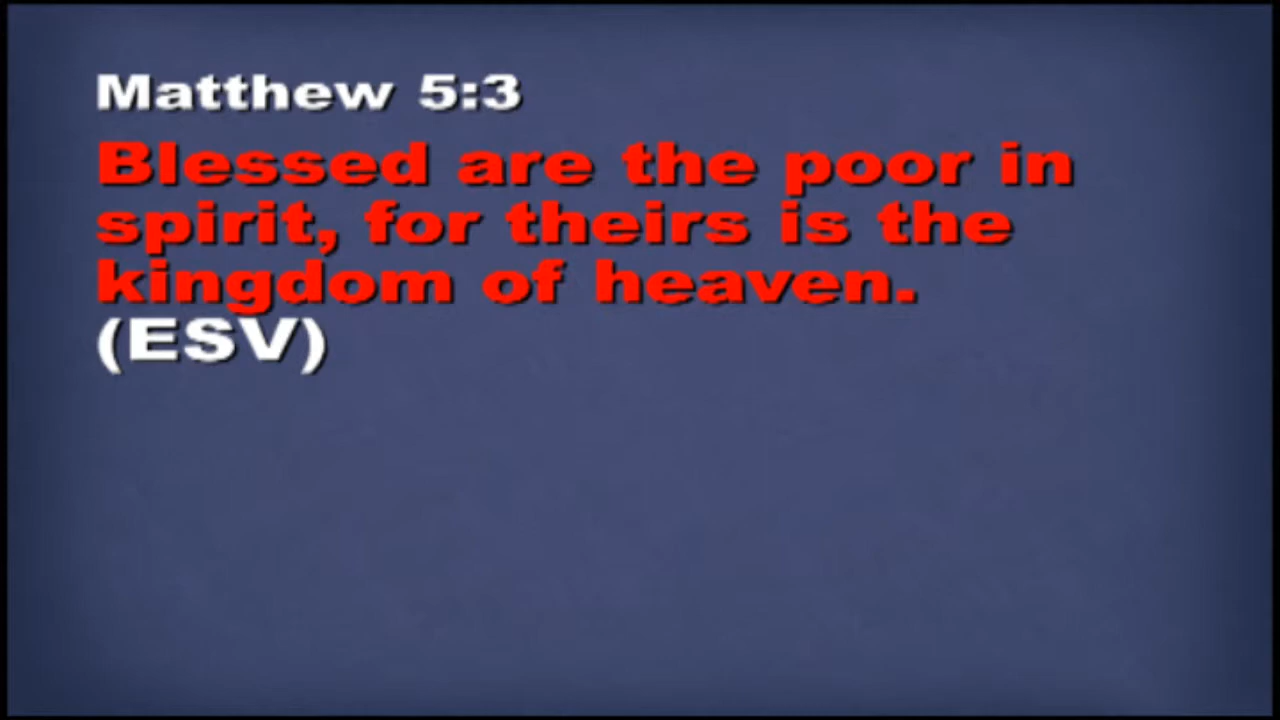 Matthew 5:3
Blessed are the poor in
spirit, for theirs is the
kingdom of heaven.
(ESV)